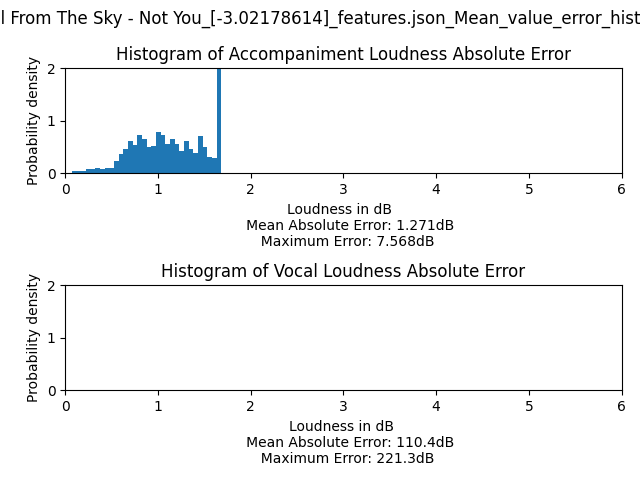 l From The Sky - Not You_[-3.02178614]_features.json_Mean_value_error_hist
Histogram of Accompaniment Loudness Absolute Error
Probability density
2
1
0
0 1 2 3 4 5 6
Loudness in dB
Mean Absolute Error: 1.271dB
Maximum Error: 7.568dB
Histogram of Vocal Loudness Absolute Error
Probability density
2
1
0
0 1 2 3 4 5 6
Loudness in dB
Mean Absolute Error: 110.4dB
Maximum Error: 221.3dB